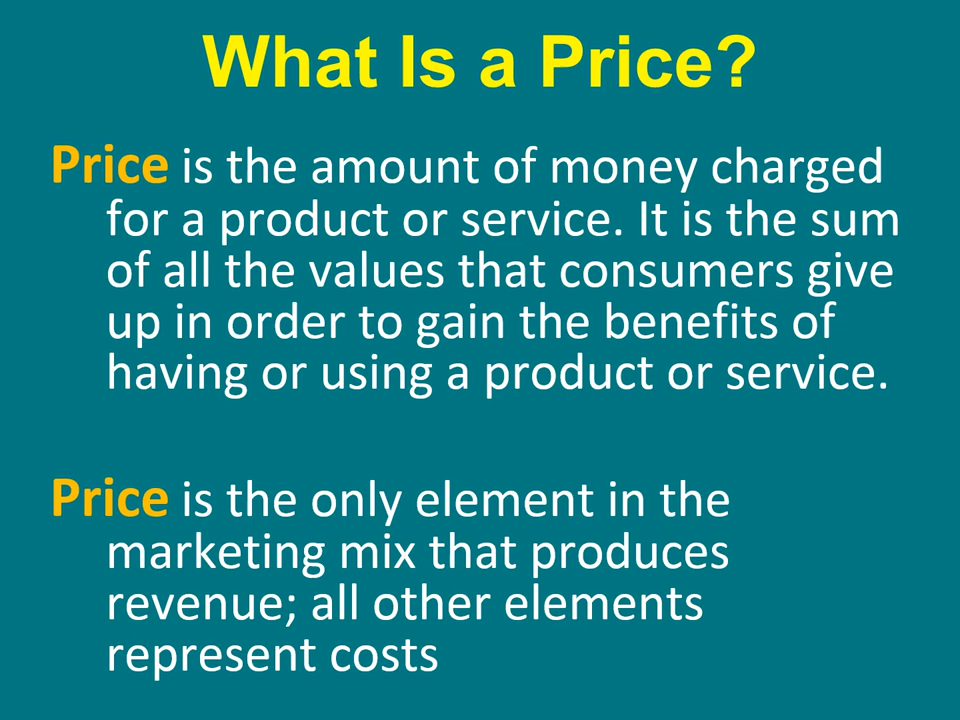 What Is a Price?
Price is the amount of money charged
for a product or service. It is the sum
of all the values that consumers give
up in order to gain the benefits of
having or using a product or service.
Price is the only element in the
marketing mix that produces
revenue; all other elements
represent costs